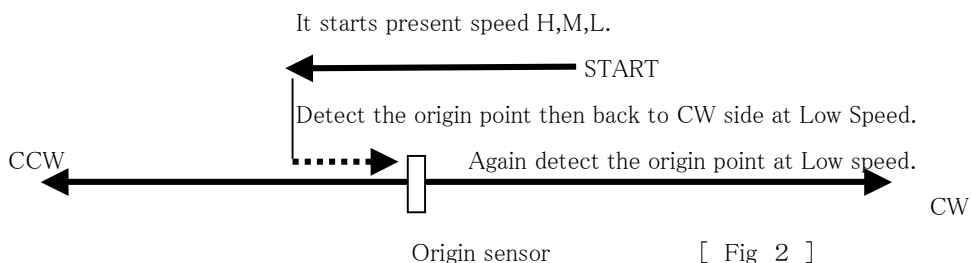 It starts present speed H,M,L.
START
Detect the origin point then back to CW side at Low Speed.
CCW
Again detect the origin point at Low speed.
CW
Origin sensor [ Fig 2 ]